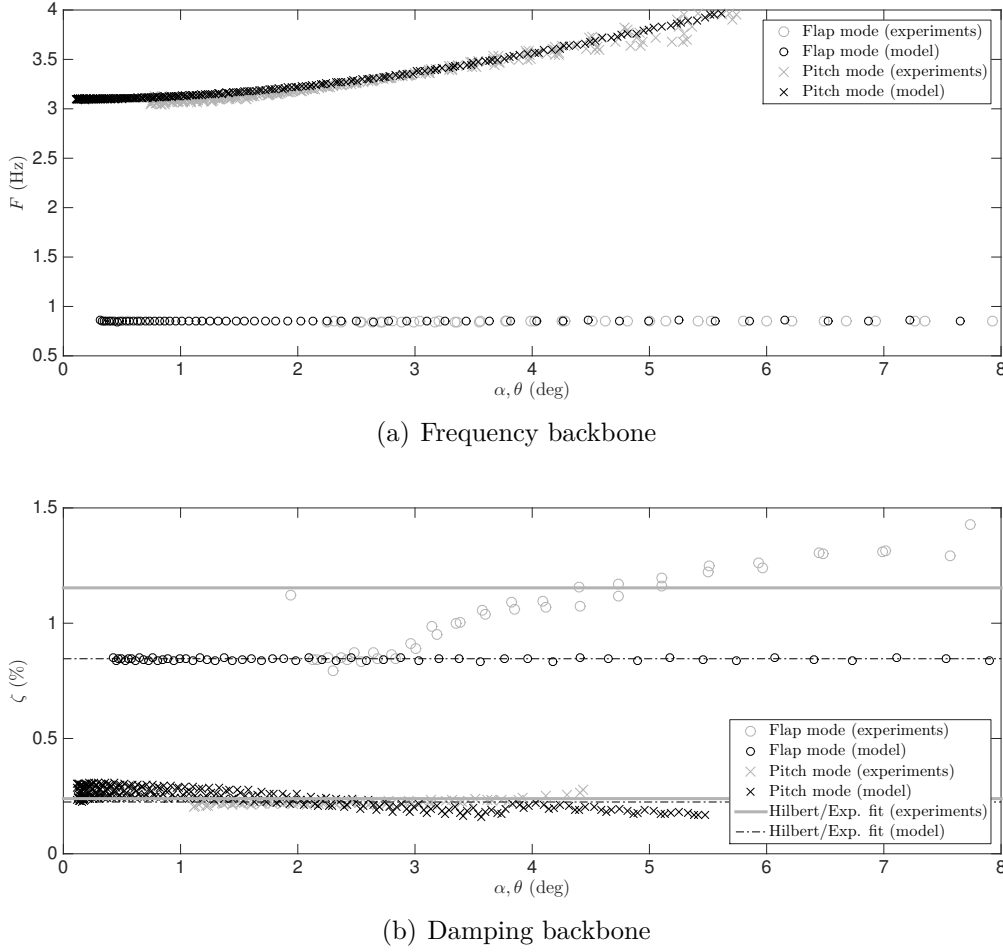 4
3.5
3
2.5
2
1.5
1
0.5
F (Hz)
Flap mode (experiments)
Flap mode (model)
Pitch mode (experiments)
Pitch mode (model)
0 1 2 3 4 5 6 7 8
α, θ (deg)
(a) Frequency backbone
1.5
1
0.5
0
ζ (%)
Flap mode (experiments)
Flap mode (model)
Pitch mode (experiments)
Pitch mode (model)
Hilbert/Exp. fit (experiments)
Hilbert/Exp. fit (model)
0 1 2 3 4 5 6 7 8
α, θ (deg)
(b) Damping backbone